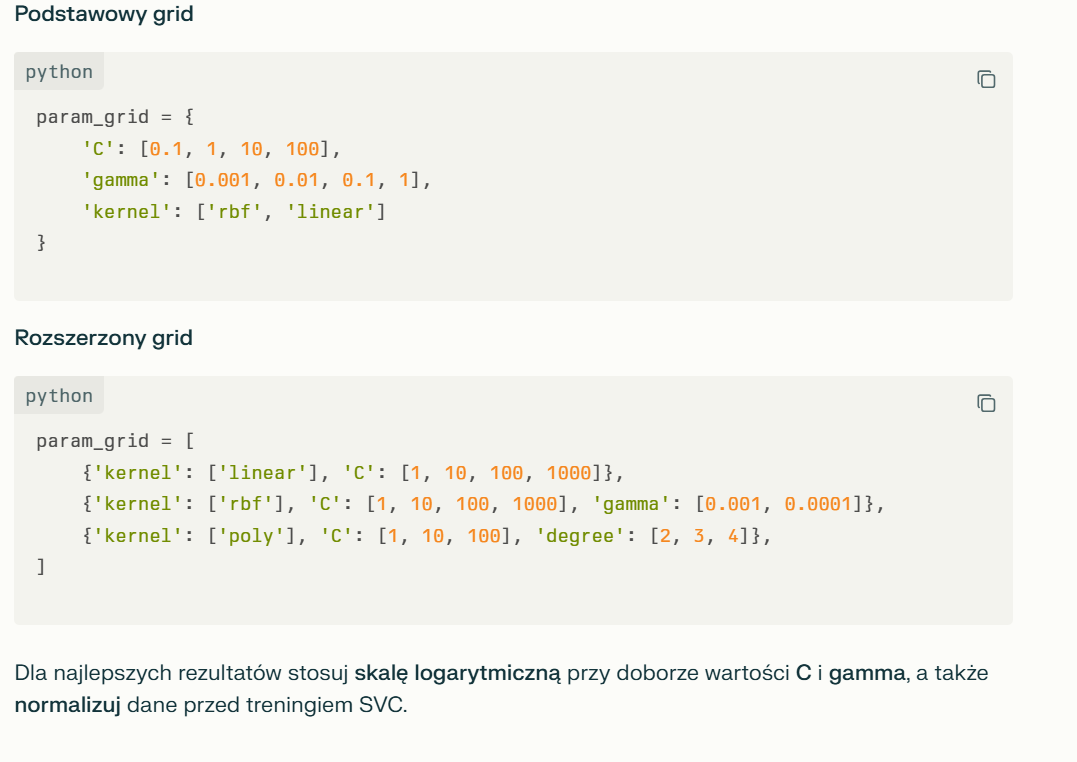 Podstawowy grid
python
param_grid = {
    'C': [0.1, 1, 10, 100],
    'gamma': [0.001, 0.01, 0.1, 1],
    'kernel': ['rbf', 'linear']
}
Rozszerzony grid
python
param_grid = [
    {'kernel': ['linear'], 'C': [1, 10, 100, 1000]},
    {'kernel': ['rbf'], 'C': [1, 10, 100, 1000], 'gamma': [0.001, 0.0001]},
    {'kernel': ['poly'], 'C': [1, 10, 100], 'degree': [2, 3, 4]},
]
Dla najlepszych rezultatów stosuj skalę logarytmiczną przy doborze wartości C i gamma, a także
normalizuj dane przed treningiem SVC.